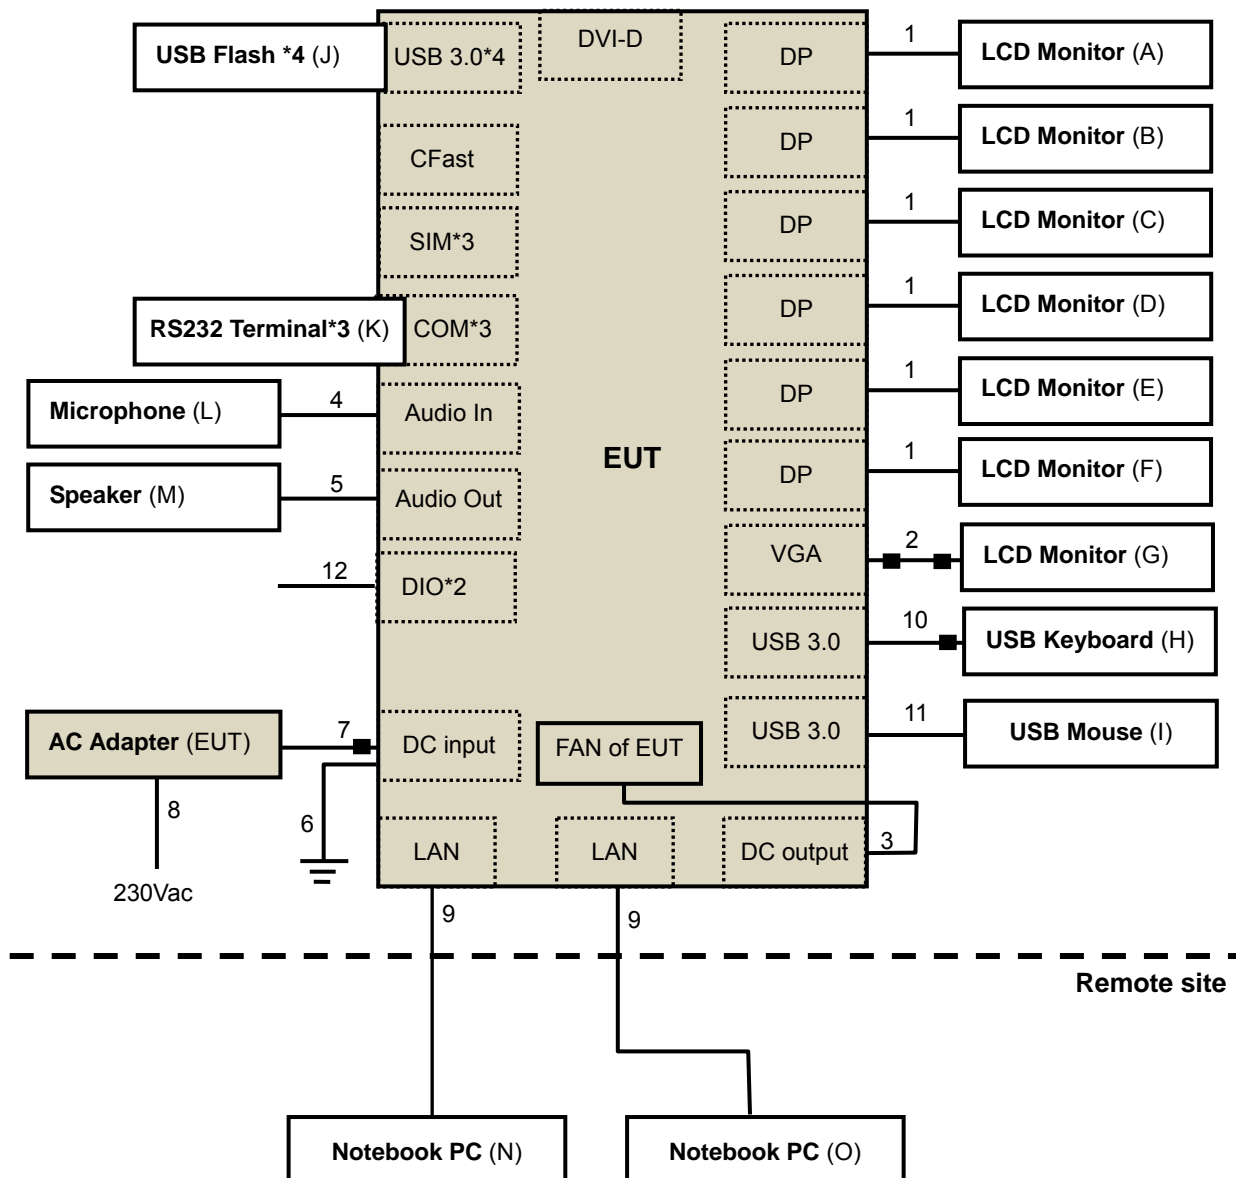 USB Flash *4 (J)
USB 3.0*4
DVI-D
DP
1
LCD Monitor (A)
CFast
DP
1
LCD Monitor (B)
SIM*3
DP
1
LCD Monitor (C)
RS232 Terminal*3 (K)
COM*3
DP
1
LCD Monitor (D)
Microphone (L)
4
Audio In
DP
1
LCD Monitor (E)
EUT
Speaker (M)
5
Audio Out
DP
1
LCD Monitor (F)
12
DIO*2
VGA
2
LCD Monitor (G)
USB 3.0
10
USB Keyboard (H)
AC Adapter (EUT)
7
DC input
FAN of EUT
USB 3.0
11
USB Mouse (I)
8
6
230Vac
LAN
LAN
DC output
3
9
9
Remote site
Notebook PC (N)
Notebook PC (O)